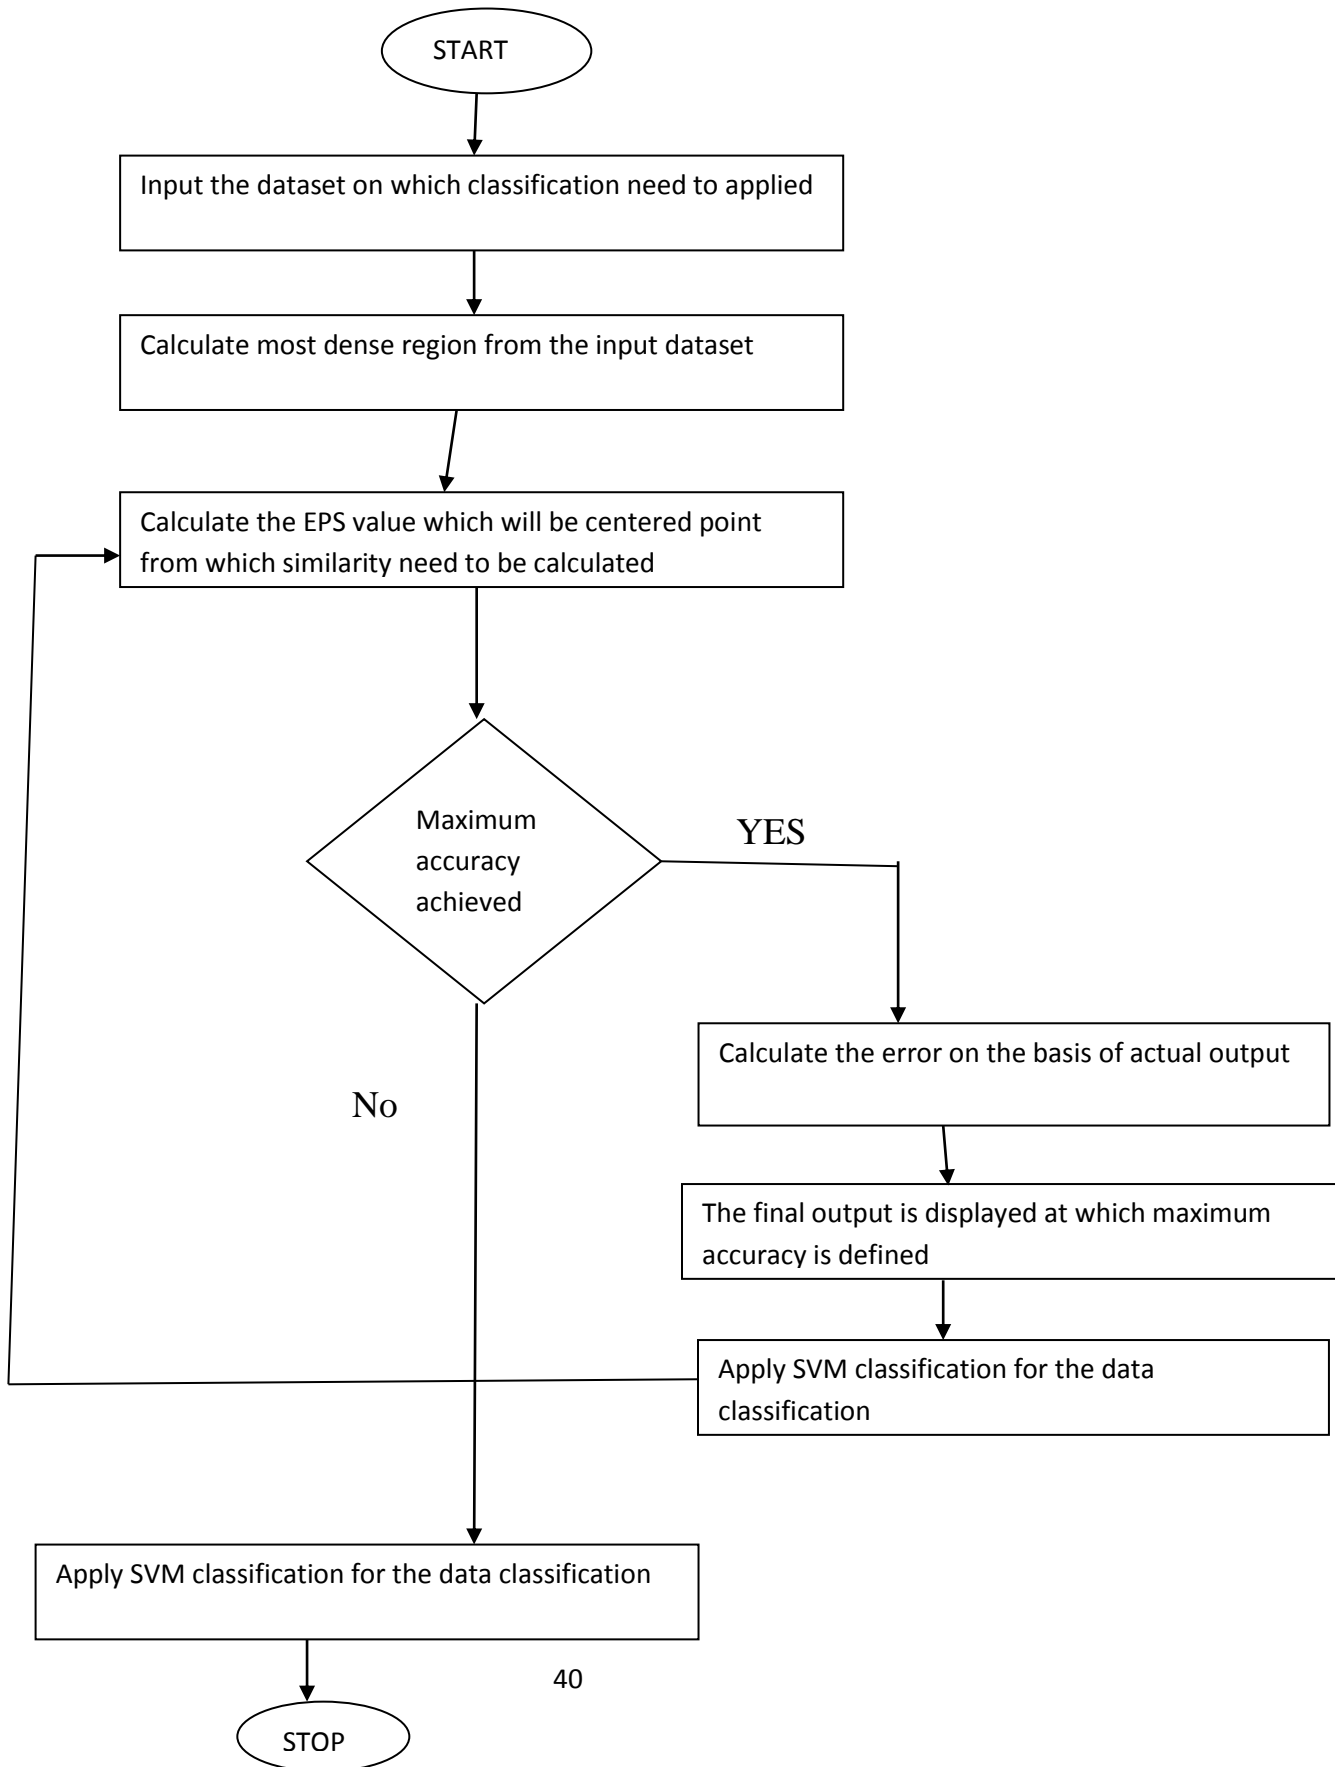 START
Input the dataset on which classification need to applied
Calculate most dense region from the input dataset
Calculate the EPS value which will be centered point
from which similarity need to be calculated
Maximum
accuracy
achieved
YES
No
Calculate the error on the basis of actual output
The final output is displayed at which maximum
accuracy is defined
Apply SVM classification for the data
classification
Apply SVM classification for the data classification
40
STOP